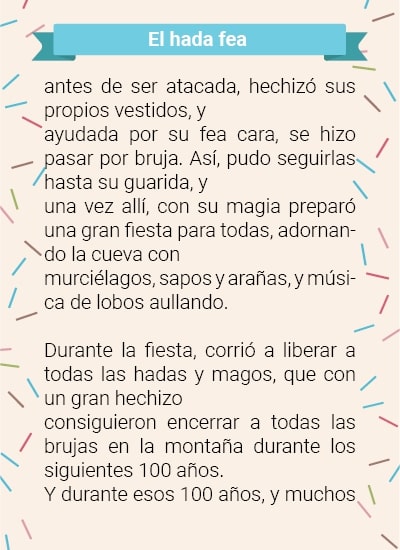 El hada fea
antes de ser atacada, hechizó sus
propios vestidos, y
ayudada por su fea cara, se hizo
pasar por bruja. Así, pudo seguirlas
hasta su guarida, y
una vez allí, con su magia preparó
una gran fiesta para todas, adornan-
do la cueva con
murciélagos, sapos y arañas, y músi-
ca de lobos aullando.
Durante la fiesta, corrió a liberar a
todas las hadas y magos, que con
un gran hechizo
consiguieron encerrar a todas las
brujas en la montaña durante los
siguientes 100 años.
Y durante esos 100 años, y muchos